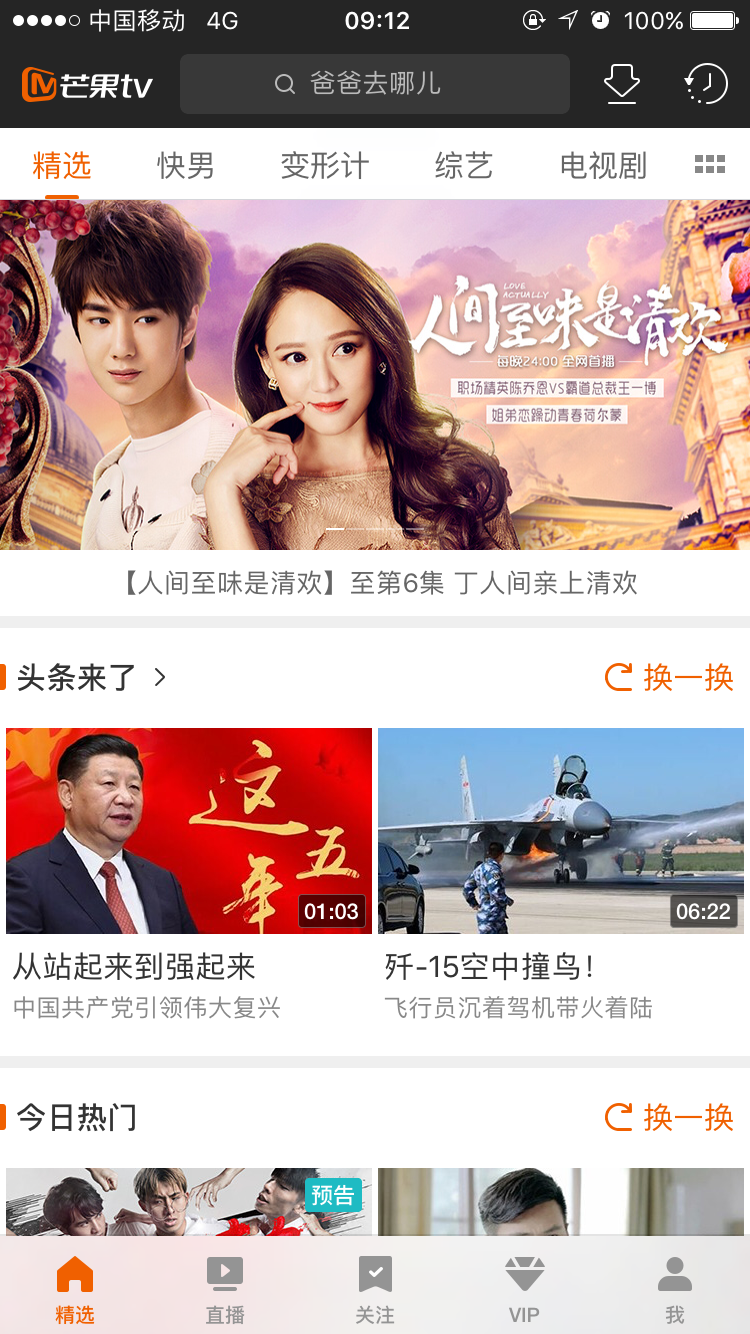 中国移动 4G 09:12 100%
芒果tv 爸爸去哪儿
精选 快男 变形计 综艺 电视剧
LOVE
ACTUALLY
人间至味是清欢
每晚24:00 全网首播
职场精英陈乔恩VS霸道总裁王一博
姐弟恋躁动青春荷尔蒙
【人间至味是清欢】至第6集 丁人间亲上清欢
头条来了 换一换
这五年
01:03
06:22
从站起来到强起来
中国共产党引领伟大复兴
歼-15空中撞鸟！
飞行员沉着驾机带火着陆
今日热门 换一换
预告
精选 直播 关注 VIP 我